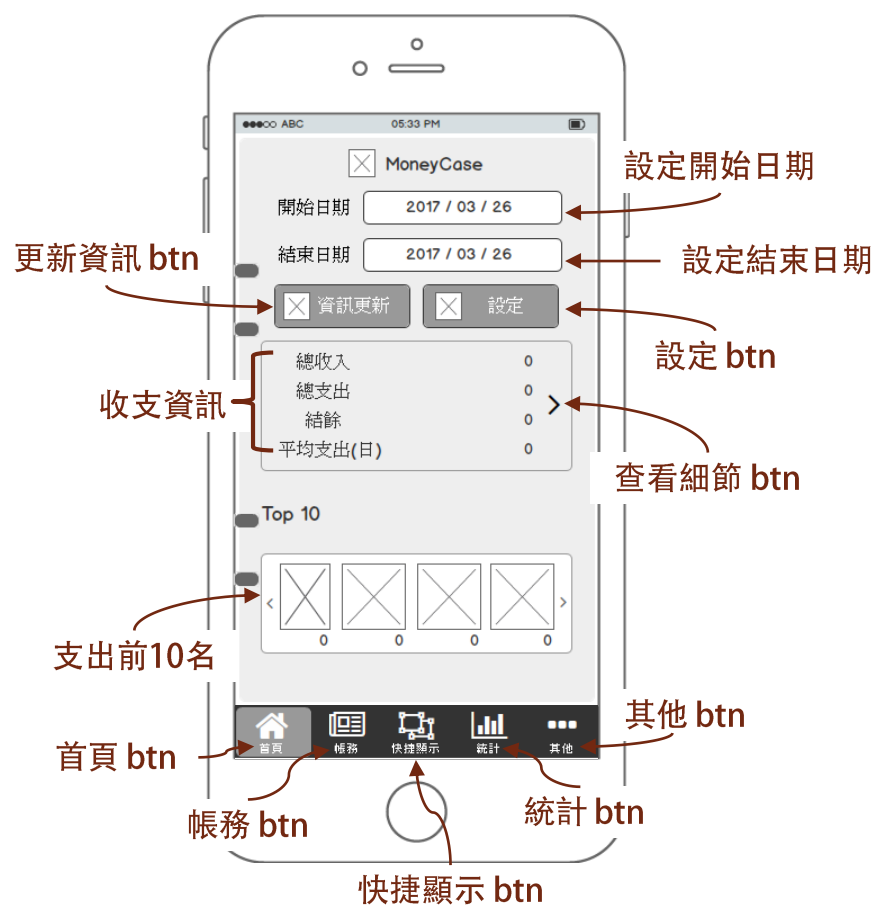 ABC 05:33 PM
MoneyCase
設定開始日期
開始日期 2017 / 03 / 26
結束日期 2017 / 03 / 26
設定結束日期
更新資訊 btn
資訊更新 設定
設定 btn
總收入 0
總支出 0
收支資訊
結餘 0
平均支出(日) 0
查看細節 btn
Top 10
0 0 0 0
支出前10名
其他 btn
首頁 帳務 快捷顯示 統計 其他
首頁 btn
帳務 btn
統計 btn
快捷顯示 btn